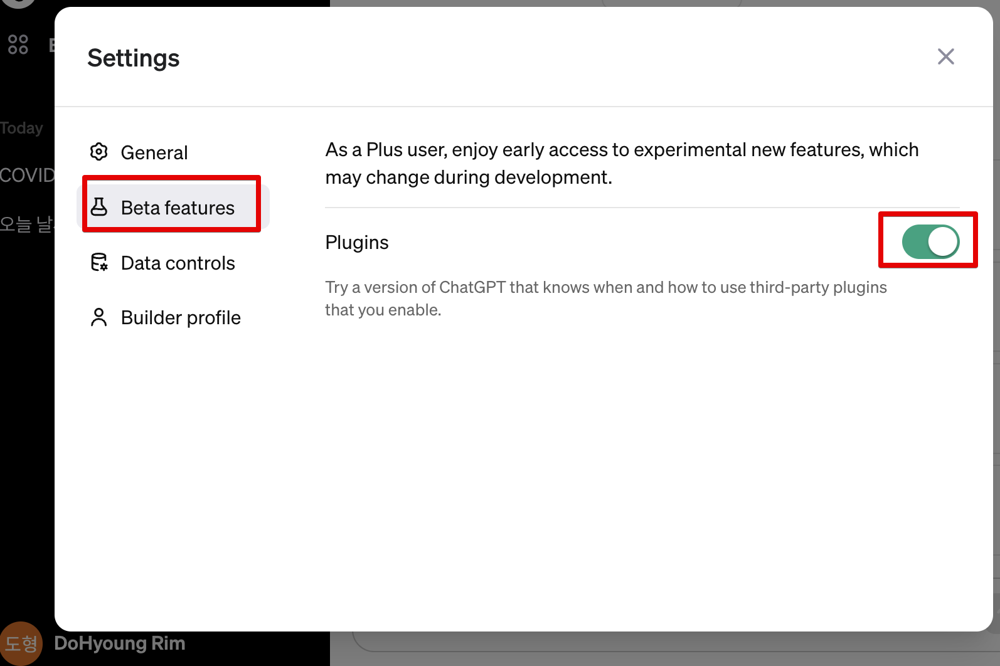 Settings
Today
COVID
오늘 날
General
Beta features
Data controls
Builder profile
As a Plus user, enjoy early access to experimental new features, which
may change during development.
Plugins
Try a version of ChatGPT that knows when and how to use third-party plugins
that you enable.
도형
DoHyoung Rim